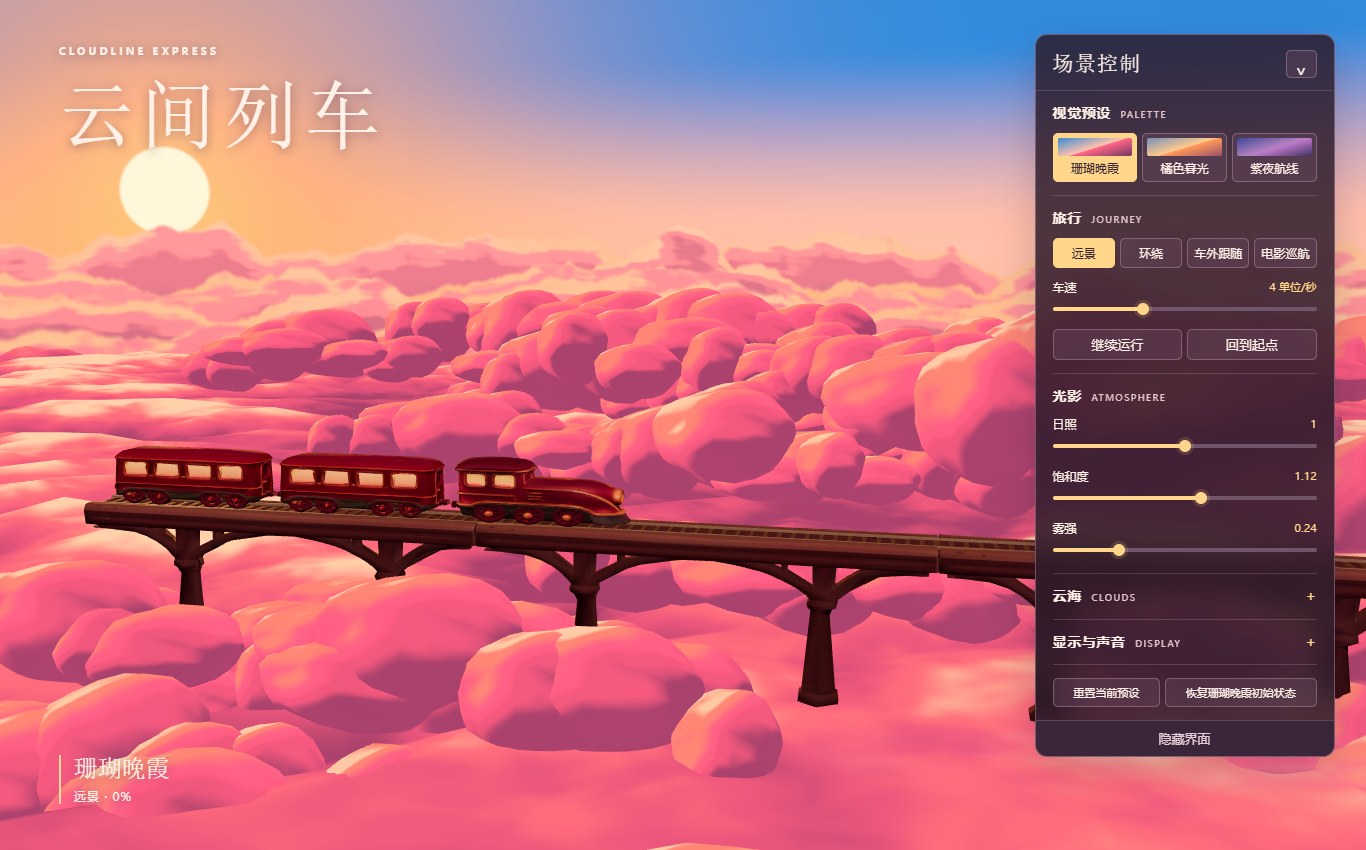 CLOUDLINE EXPRESS
云间列车
场景控制
视觉预设 PALETTE
珊瑚晚霞 橘色暮光 紫夜航线
旅行 JOURNEY
远景 环绕 车外跟随 电影巡航
车速 4 单位/秒
继续运行 回到起点
光影 ATMOSPHERE
日照 1
饱和度 1.12
雾强 0.24
云海 CLOUDS +
显示与声音 DISPLAY +
重置当前预设 恢复珊瑚晚霞初始状态
隐藏界面
珊瑚晚霞
远景 · 0%